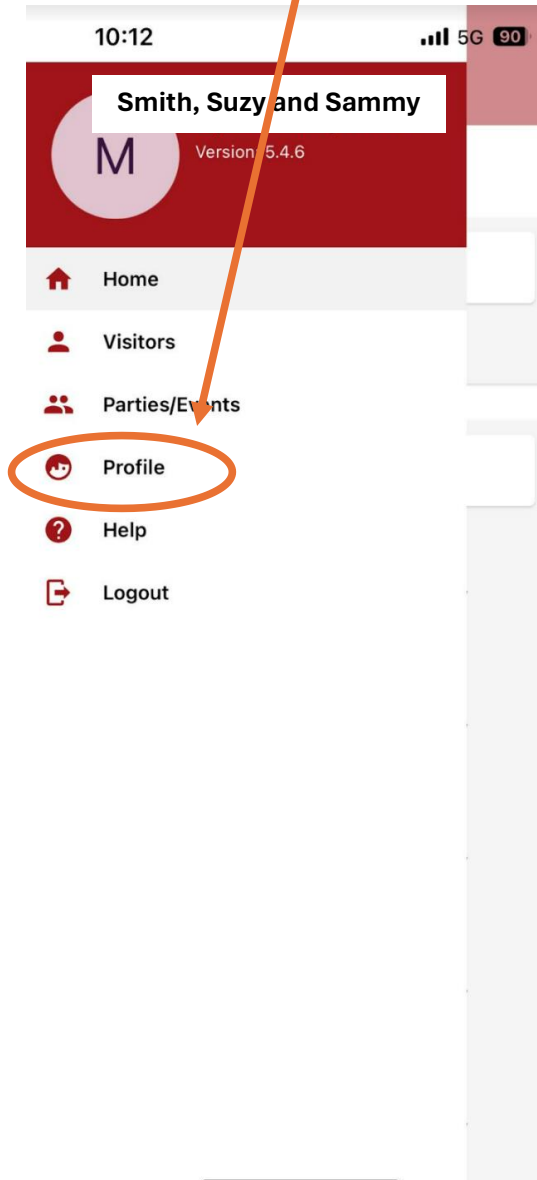 10:12 5G 90
Smith, Suzy and Sammy
M
Version: 5.4.6
Home
Visitors
Parties/Events
Profile
? Help
Logout